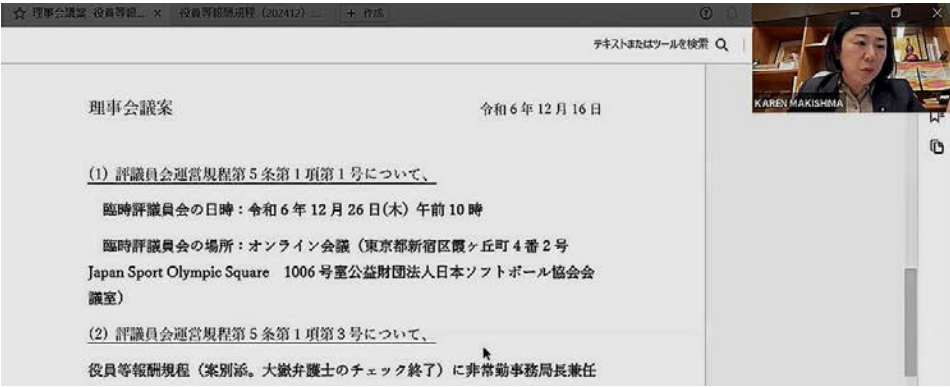 理事会議案 役員等報... × 役員等報酬規程 (202412) ... + 作成
テキストまたはツールを検索
KAREN MAKISHIMA
理事会議案 令和6年12月16日
(1) 評議員会運営規程第5条第1項第1号について、
臨時評議員会の日時：令和6年12月26日(木) 午前10時
臨時評議員会の場所：オンライン会議（東京都新宿区霞ヶ丘町4番2号
Japan Sport Olympic Square 1006号室公益財団法人日本ソフトボール協会会
議室）
(2) 評議員会運営規程第5条第1項第3号について、
役員等報酬規程（案別添。大嶽弁護士のチェック終了）に非常勤事務局長兼任